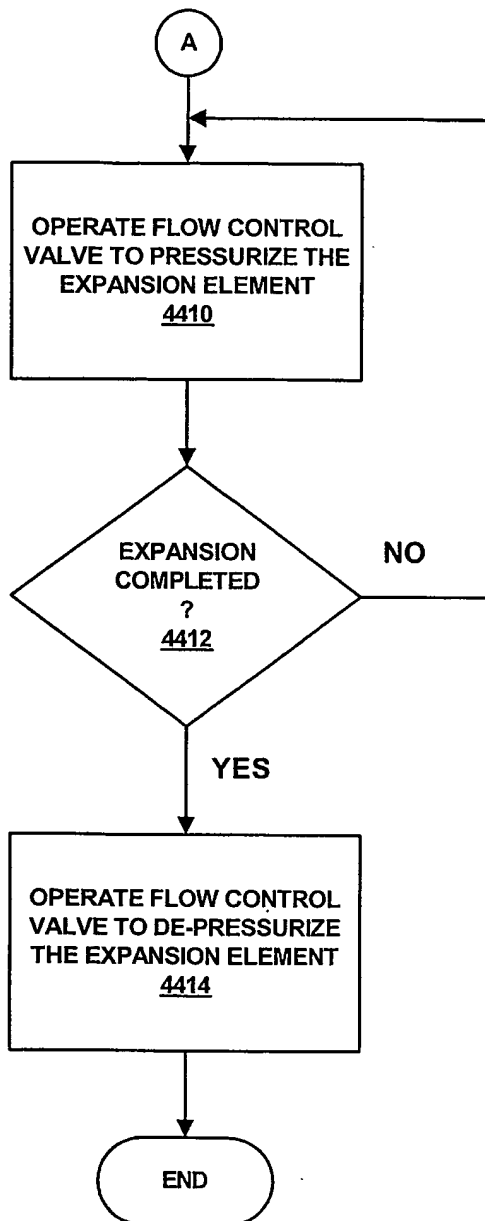 A
OPERATE FLOW CONTROL
VALVE TO PRESSURIZE THE
EXPANSION ELEMENT
4410
EXPANSION
COMPLETED
?
4412
NO
YES
OPERATE FLOW CONTROL
VALVE TO DE-PRESSURIZE
THE EXPANSION ELEMENT
4414
END